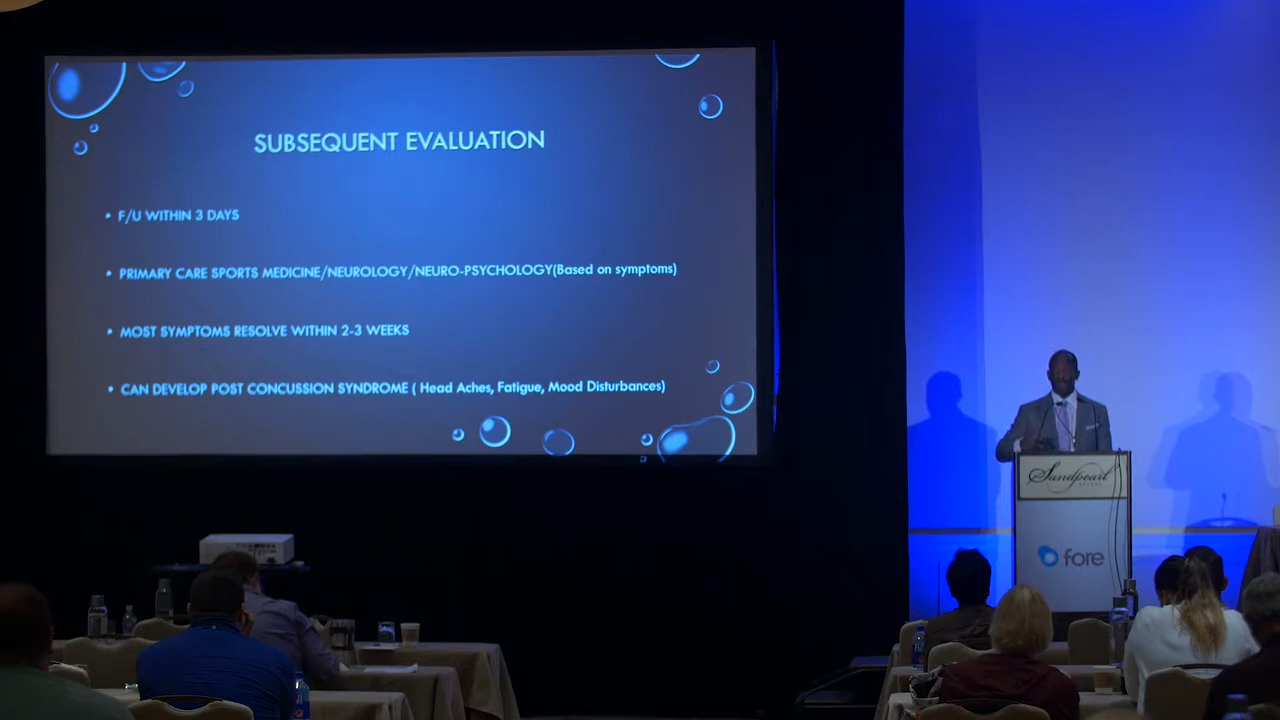 SUBSEQUENT EVALUATION
• F/U WITHIN 3 DAYS
• PRIMARY CARE SPORTS MEDICINE/NEUROLOGY/NEURO-PSYCHOLOGY(Based on symptoms)
• MOST SYMPTOMS RESOLVE WITHIN 2-3 WEEKS
• CAN DEVELOP POST CONCUSSION SYNDROME ( Head Aches, Fatigue, Mood Disturbances)
Sandpearl
fore